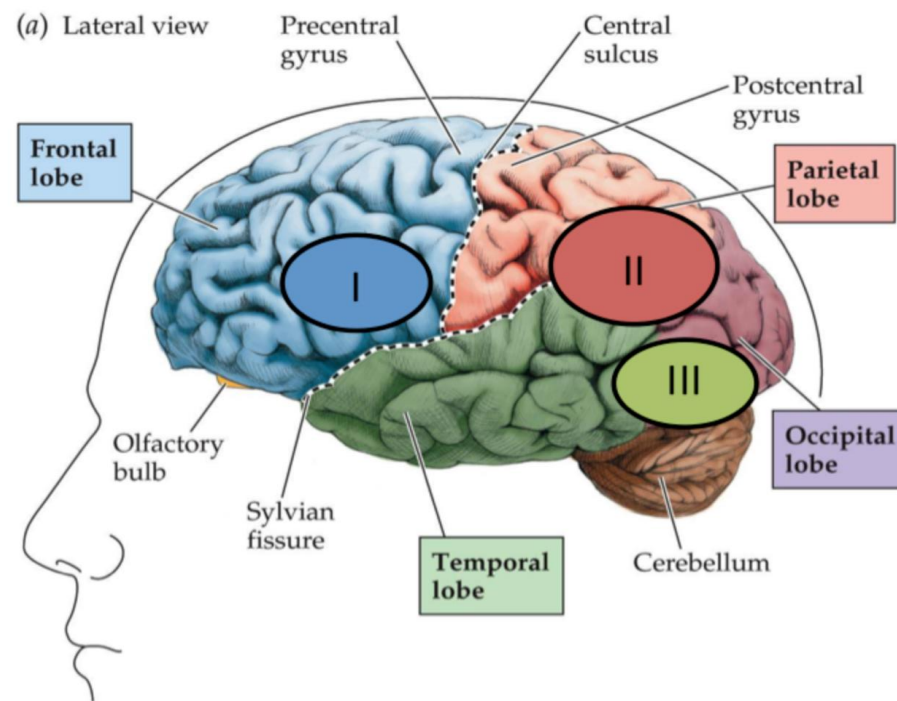 (a) Lateral view
Precentral
gyrus
Central
sulcus
Postcentral
gyrus
Frontal
lobe
Parietal
lobe
I
II
III
Olfactory
bulb
Occipital
lobe
Sylvian
fissure
Temporal
lobe
Cerebellum